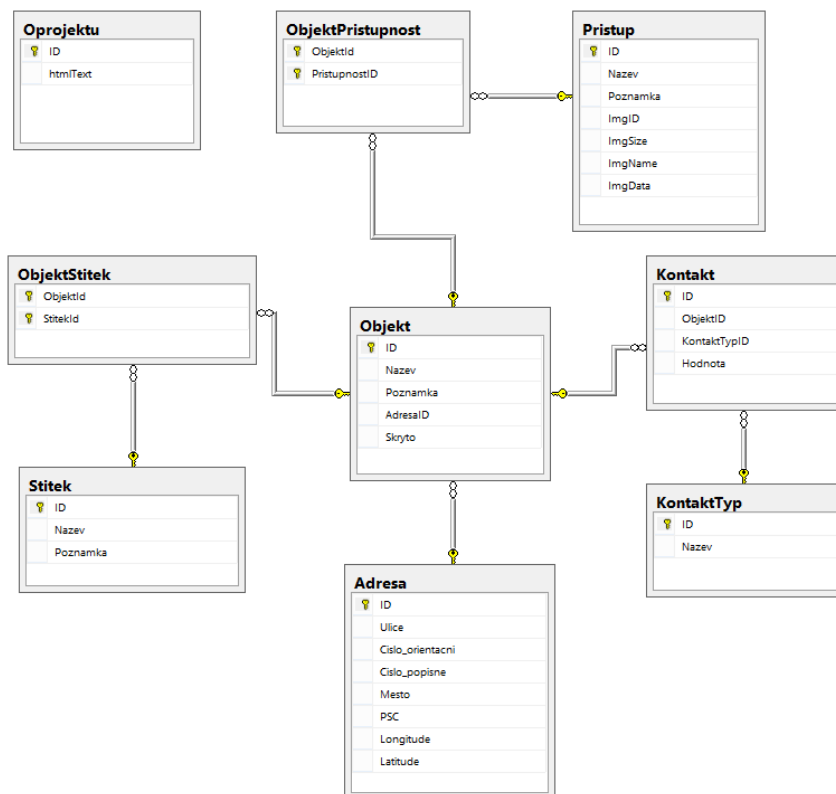 Oprojektu
ID
htmlText
ObjektPristupnost
ObjektId
PristupnostID
Pristup
ID
Nazev
Poznamka
ImgID
ImgSize
ImgName
ImgData
ObjektStitek
ObjektId
StitekId
Objekt
ID
Nazev
Poznamka
AdresaID
Skryto
Kontakt
ID
ObjektID
KontaktTypID
Hodnota
Stitek
ID
Nazev
Poznamka
KontaktTyp
ID
Nazev
Adresa
ID
Ulice
Cislo_orientacni
Cislo_popisne
Mesto
PSC
Longitude
Latitude